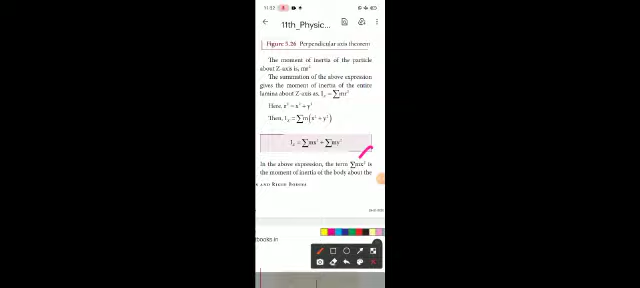 11:52
11th_Physic...
Figure 5.26 Perpendicular axis theorem
The moment of inertia of the particle
about Z-axis is, mr²
The summation of the above expression
gives the moment of inertia of the entire
lamina about Z-axis as, I_z = ∑mr²
Here, r² = x² + y²
Then, I_z = ∑m(x² + y²)
I_z = ∑mx² + ∑my²
In the above expression, the term ∑mx² is
the moment of inertia of the body about the
AND RIGID BODIES
tbooks.in